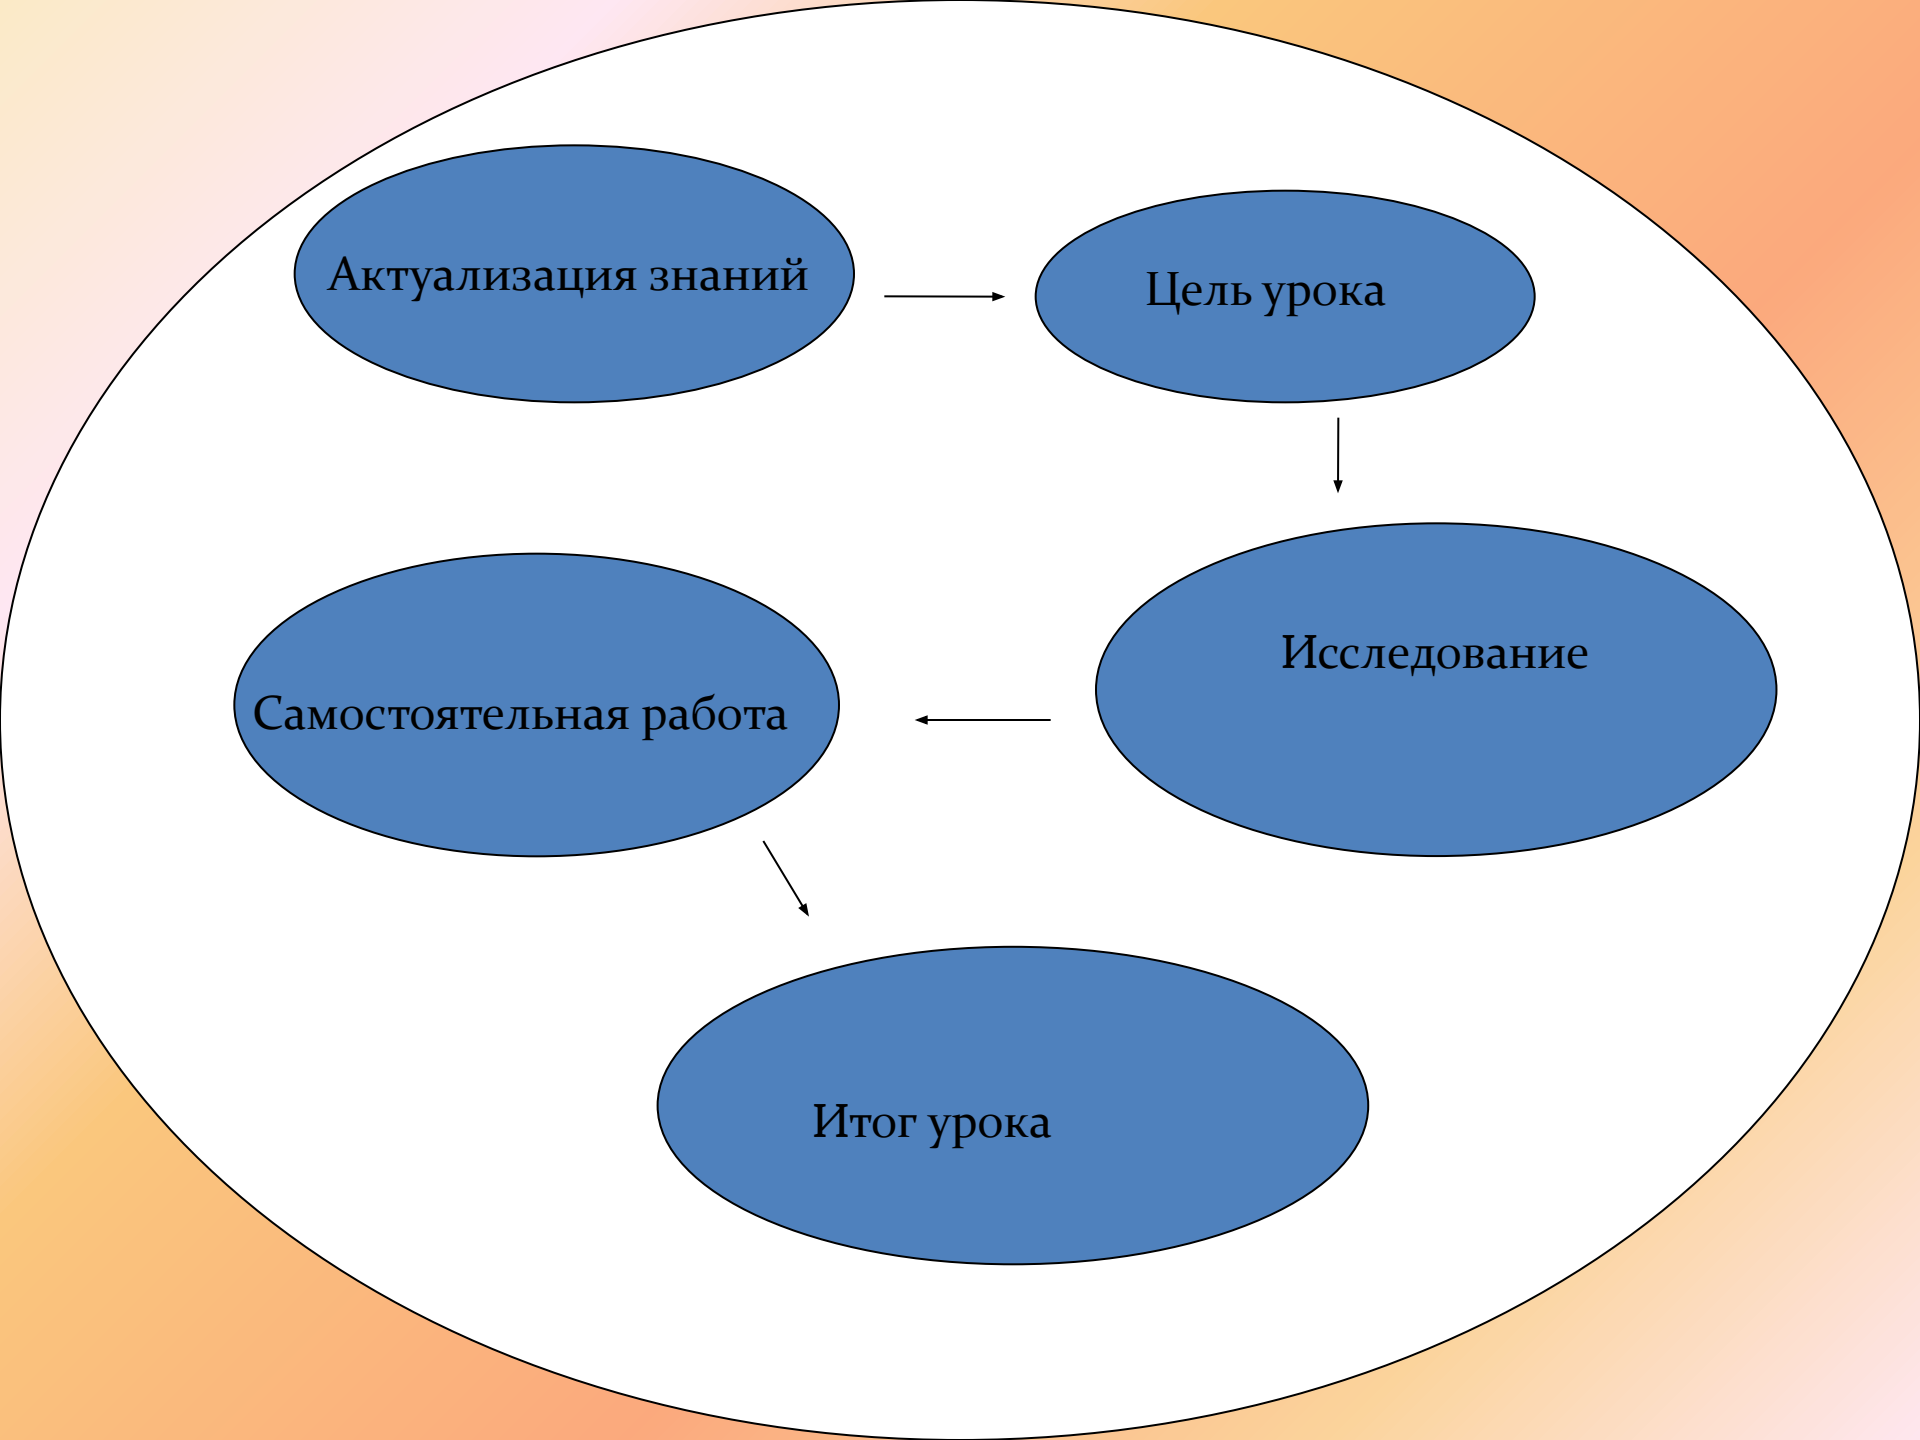 Актуализация знаний
Цель урока
Исследование
Самостоятельная работа
Итог урока